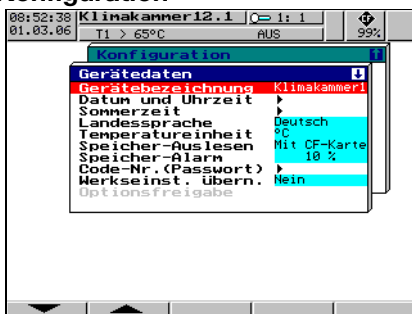 Konfiguration
08:52:38 Klimakammer12.1 1: 1
01.03.06 T1 > 65°C AUS 99%
Konfiguration
Gerätedaten
Gerätebezeichnung Klimakammer1
Datum und Uhrzeit
Sommerzeit
Landessprache Deutsch
Temperatureinheit °C
Speicher-Auslesen Mit CF-Karte
Speicher-Alarm 10 %
Code-Nr.(Passwort)
Werkseinst. übern. Nein
Optionsfreigabe